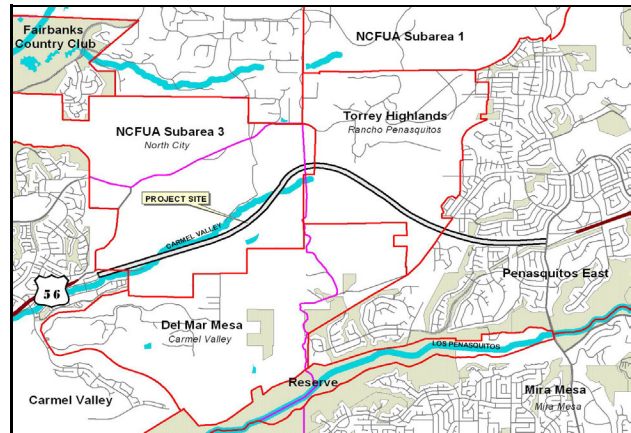 Fairbanks
Country Club
NCFUA Subarea 1
Torrey Highlands
Rancho Penasquitos
NCFUA Subarea 3
North City
PROJECT SITE
CARMEL VALLEY
56
Penasquitos East
Del Mar Mesa
Carmel Valley
LOS PENASQUITOS
Reserve
Carmel Valley
Mira Mesa
Mira Mesa